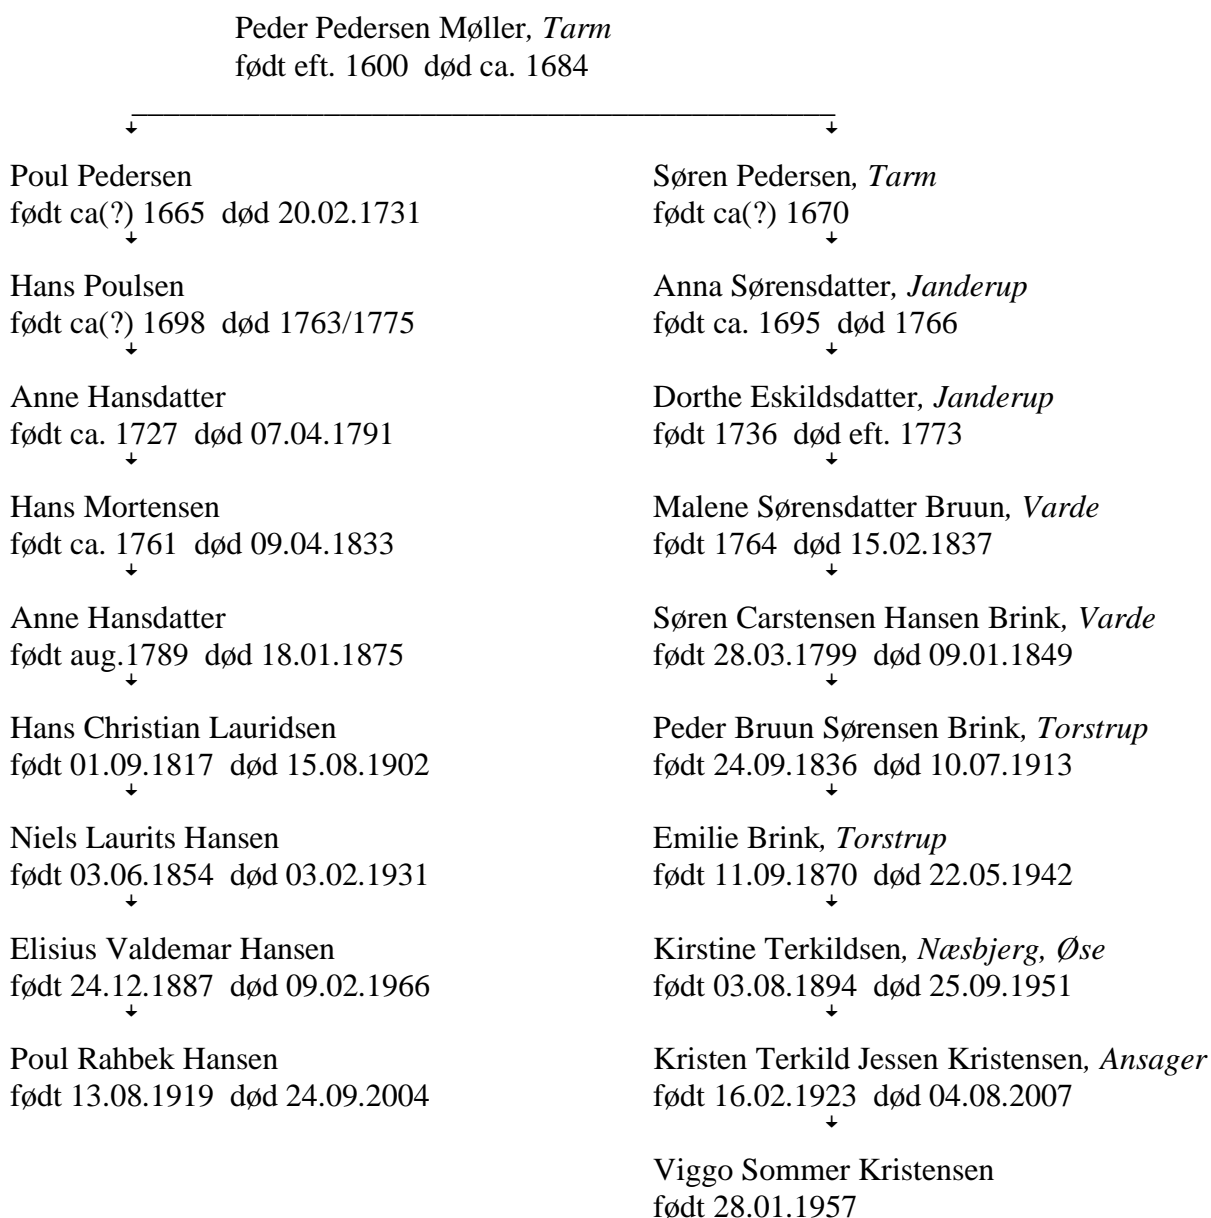 Peder Pedersen Møller, Tarm
født eft. 1600  død ca. 1684
Poul Pedersen
født ca(?) 1665  død 20.02.1731
Hans Poulsen
født ca(?) 1698  død 1763/1775
Anne Hansdatter
født ca. 1727  død 07.04.1791
Hans Mortensen
født ca. 1761  død 09.04.1833
Anne Hansdatter
født aug.1789  død 18.01.1875
Hans Christian Lauridsen
født 01.09.1817  død 15.08.1902
Niels Laurits Hansen
født 03.06.1854  død 03.02.1931
Elisius Valdemar Hansen
født 24.12.1887  død 09.02.1966
Poul Rahbek Hansen
født 13.08.1919  død 24.09.2004
Søren Pedersen, Tarm
født ca(?) 1670
Anna Sørensdatter, Janderup
født ca. 1695  død 1766
Dorthe Eskildsdatter, Janderup
født 1736  død eft. 1773
Malene Sørensdatter Bruun, Varde
født 1764  død 15.02.1837
Søren Carstensen Hansen Brink, Varde
født 28.03.1799  død 09.01.1849
Peder Bruun Sørensen Brink, Torstrup
født 24.09.1836  død 10.07.1913
Emilie Brink, Torstrup
født 11.09.1870  død 22.05.1942
Kirstine Terkildsen, Næsbjerg, Øse
født 03.08.1894  død 25.09.1951
Kristen Terkild Jessen Kristensen, Ansager
født 16.02.1923  død 04.08.2007
Viggo Sommer Kristensen
født 28.01.1957